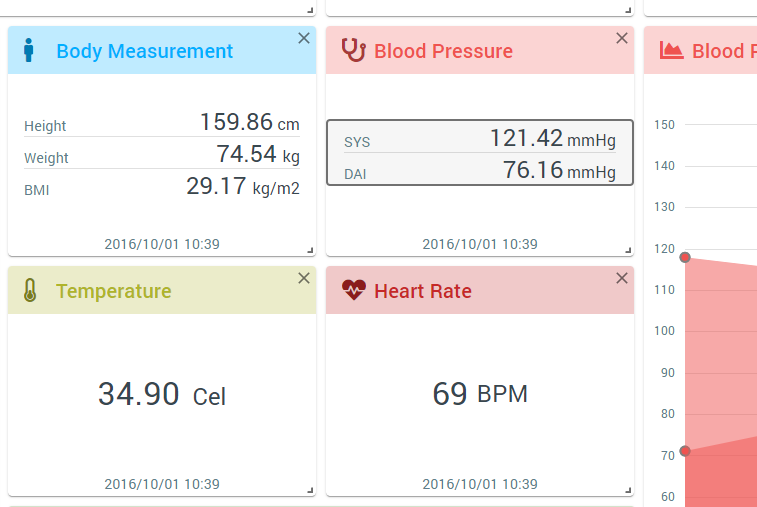 Body Measurement
Height 159.86 cm
Weight 74.54 kg
BMI 29.17 kg/m2
2016/10/01 10:39
Blood Pressure
SYS 121.42 mmHg
DAI 76.16 mmHg
2016/10/01 10:39
Temperature
34.90 Cel
2016/10/01 10:39
Heart Rate
69 BPM
2016/10/01 10:39
Blood P
150
140
130
120
110
100
90
80
70
60